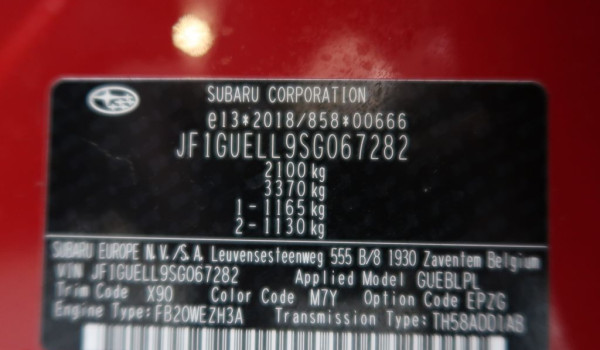 SUBARU CORPORATION
e13*2018/858*00666
JF1GUELL9SG067282
2100 kg
3370 kg
1 - 1165 kg
2 - 1130 kg
SUBARU EUROPE N.V./S.A. Leuvensesteenweg 555 B/8 1930 Zaventem Belgium
VIN JF1GUELL9SG067282 Applied Model GUEBLPL
Trim Code X90 Color Code M7Y Option Code EPZG
Engine Type:FB20WEZH3A Transmission Type:TH58ADD1AB